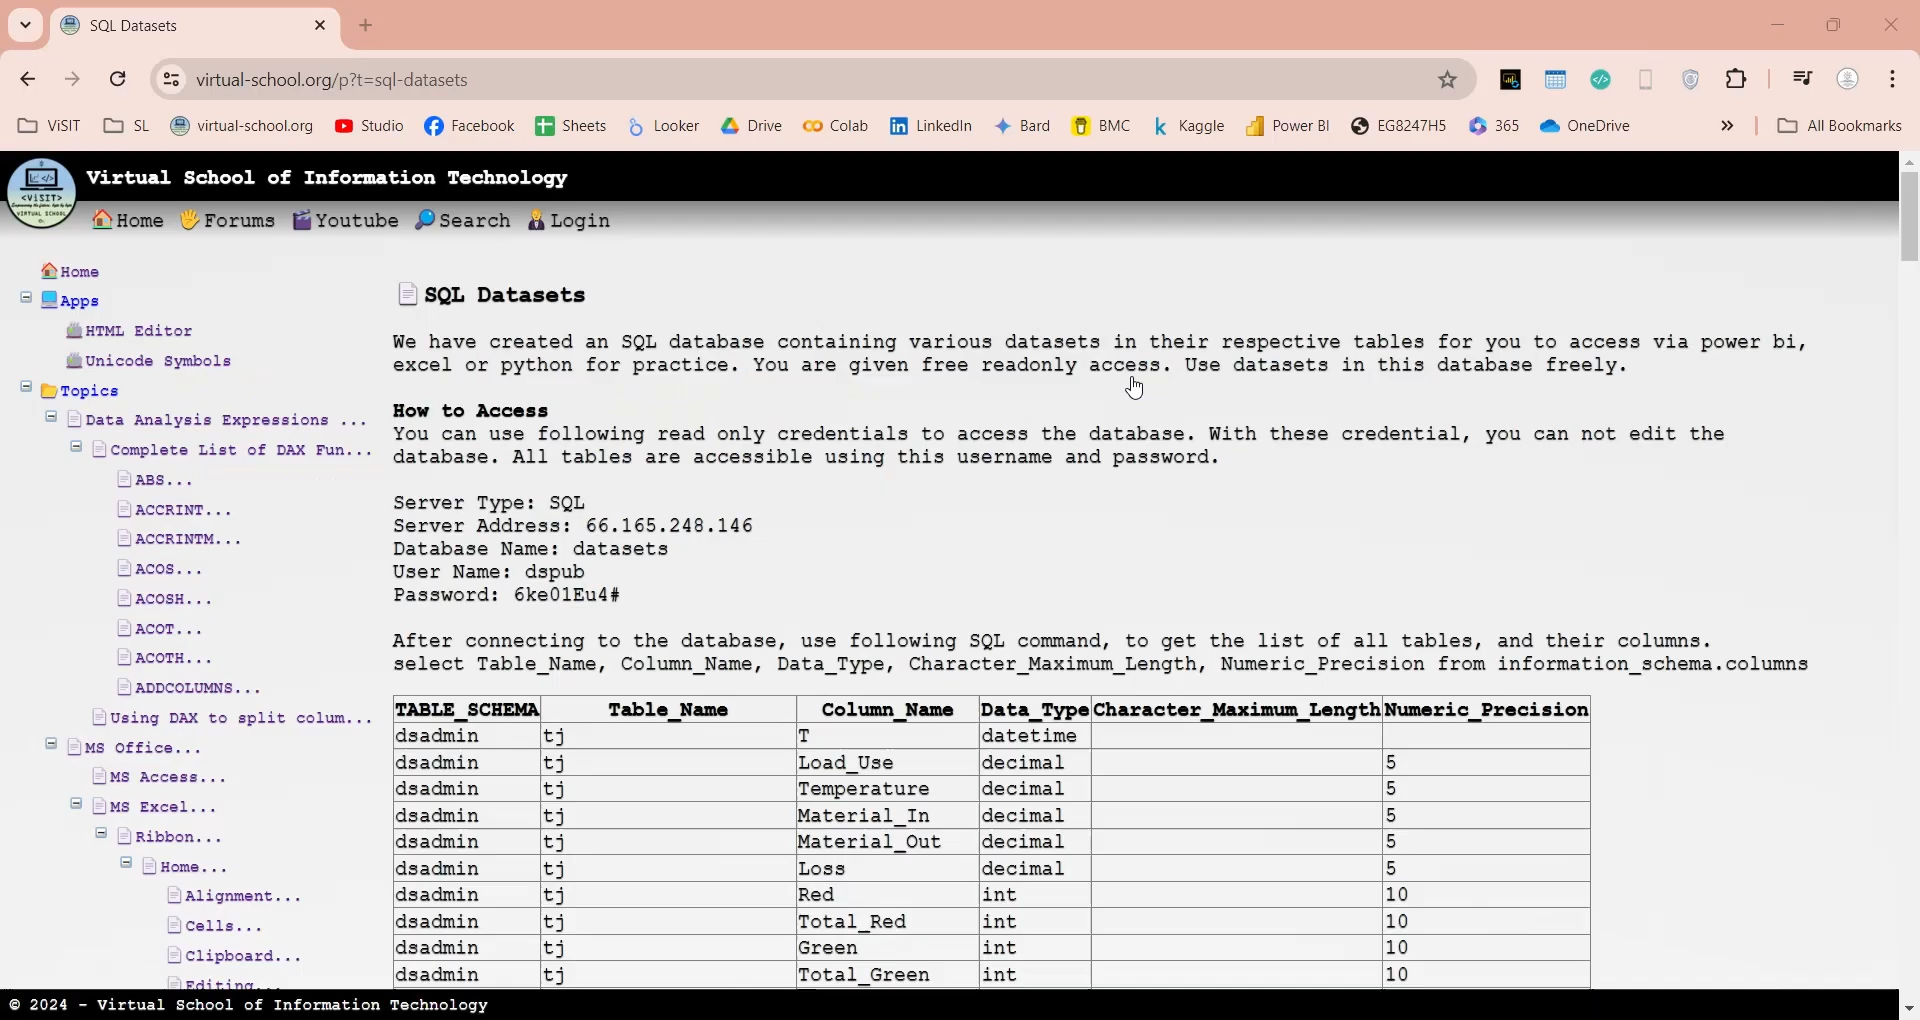 SQL Datasets
virtual-school.org/p?t=sql-datasets
ViSIT SL virtual-school.org Studio Facebook Sheets Looker Drive Colab LinkedIn Bard BMC Kaggle Power BI EG8247H5 365 OneDrive All Bookmarks
Virtual School of Information Technology
<ViSIT>
VIRTUAL SCHOOL
Home Forums Youtube Search Login
Home
Apps
HTML Editor
Unicode Symbols
Topics
Data Analysis Expressions ...
Complete List of DAX Fun...
ABS...
ACCRINT...
ACCRINTM...
ACOS...
ACOSH...
ACOT...
ACOTH...
ADDCOLUMNS...
Using DAX to split colum...
MS Office...
MS Access...
MS Excel...
Ribbon...
Home...
Alignment...
Cells...
Clipboard...
Editing...
SQL Datasets
We have created an SQL database containing various datasets in their respective tables for you to access via power bi,
excel or python for practice. You are given free readonly access. Use datasets in this database freely.
How to Access
You can use following read only credentials to access the database. With these credential, you can not edit the
database. All tables are accessible using this username and password.
Server Type: SQL
Server Address: 66.165.248.146
Database Name: datasets
User Name: dspub
Password: 6ke01Eu4#
After connecting to the database, use following SQL command, to get the list of all tables, and their columns.
select Table_Name, Column_Name, Data_Type, Character_Maximum_Length, Numeric_Precision from information_schema.columns
TABLE_SCHEMA Table_Name Column_Name Data_Type Character_Maximum_Length Numeric_Precision
dsadmin tj T datetime
dsadmin tj Load_Use decimal 5
dsadmin tj Temperature decimal 5
dsadmin tj Material_In decimal 5
dsadmin tj Material_Out decimal 5
dsadmin tj Loss decimal 5
dsadmin tj Red int 10
dsadmin tj Total_Red int 10
dsadmin tj Green int 10
dsadmin tj Total_Green int 10
© 2024 - Virtual School of Information Technology